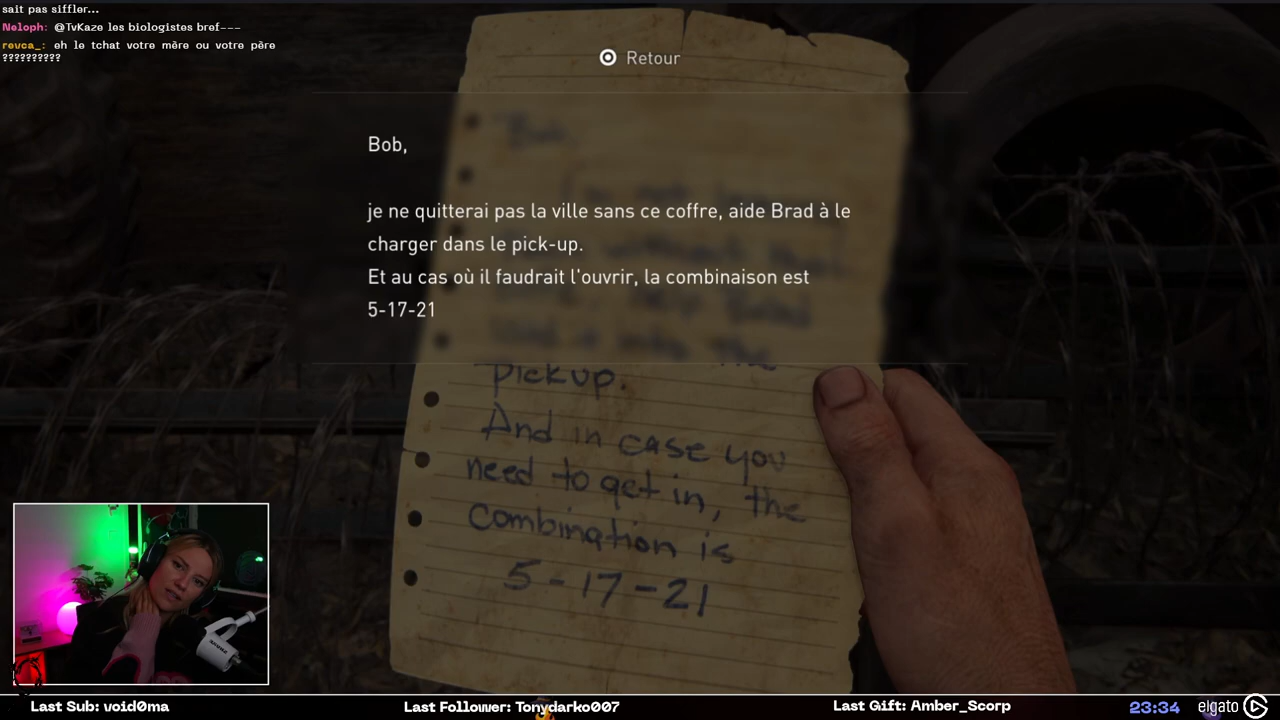 sait pas siffler...
Neloph: @TvKaze les biologistes bref---
revca_: eh le tchat votre mère ou votre père
??????????
Retour
Bob,
je ne quitterai pas la ville sans ce coffre, aide Brad à le
charger dans le pick-up.
Et au cas où il faudrait l'ouvrir, la combinaison est
5-17-21
pickup.
And in case you
need to get in, the
combination is
5-17-21
Last Sub: void0ma
Last Follower: Tonydarko007
Last Gift: Amber_Scorp
23:34
elgato